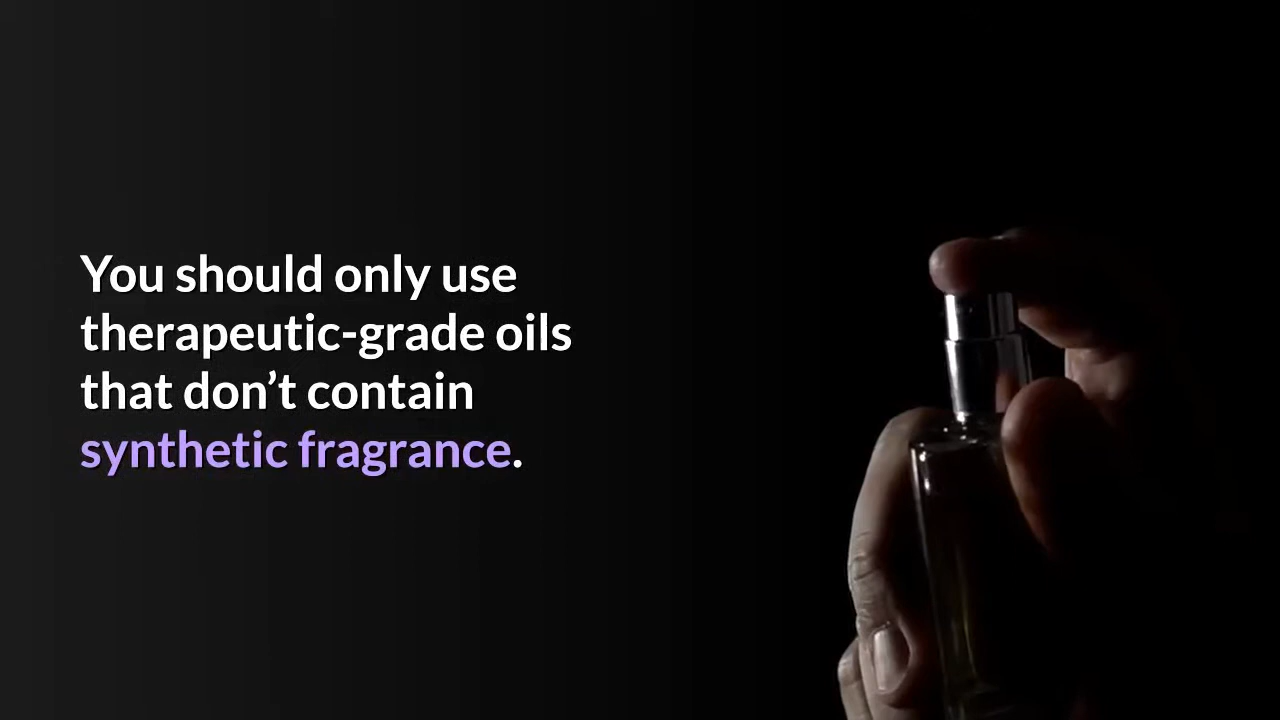 You should only use
therapeutic-grade oils
that don’t contain
synthetic fragrance.